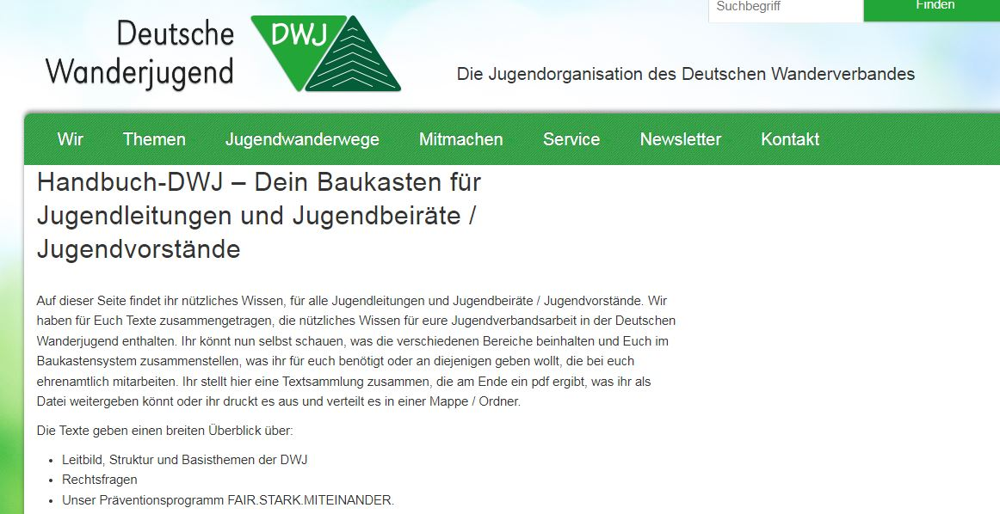 Suchbegriff
Finden
Deutsche
Wanderjugend
DWJ
Die Jugendorganisation des Deutschen Wanderverbandes
Wir Themen Jugendwanderwege Mitmachen Service Newsletter Kontakt
Handbuch-DWJ – Dein Baukasten für
Jugendleitungen und Jugendbeiräte /
Jugendvorstände
Auf dieser Seite findet ihr nützliches Wissen, für alle Jugendleitungen und Jugendbeiräte / Jugendvorstände. Wir
haben für Euch Texte zusammengetragen, die nützliches Wissen für eure Jugendverbandsarbeit in der Deutschen
Wanderjugend enthalten. Ihr könnt nun selbst schauen, was die verschiedenen Bereiche beinhalten und Euch im
Baukastensystem zusammenstellen, was ihr für euch benötigt oder an diejenigen geben wollt, die bei euch
ehrenamtlich mitarbeiten. Ihr stellt hier eine Textsammlung zusammen, die am Ende ein pdf ergibt, was ihr als
Datei weitergeben könnt oder ihr druckt es aus und verteilt es in einer Mappe / Ordner.
Die Texte geben einen breiten Überblick über:
• Leitbild, Struktur und Basisthemen der DWJ
• Rechtsfragen
• Unser Präventionsprogramm FAIR.STARK.MITEINANDER.